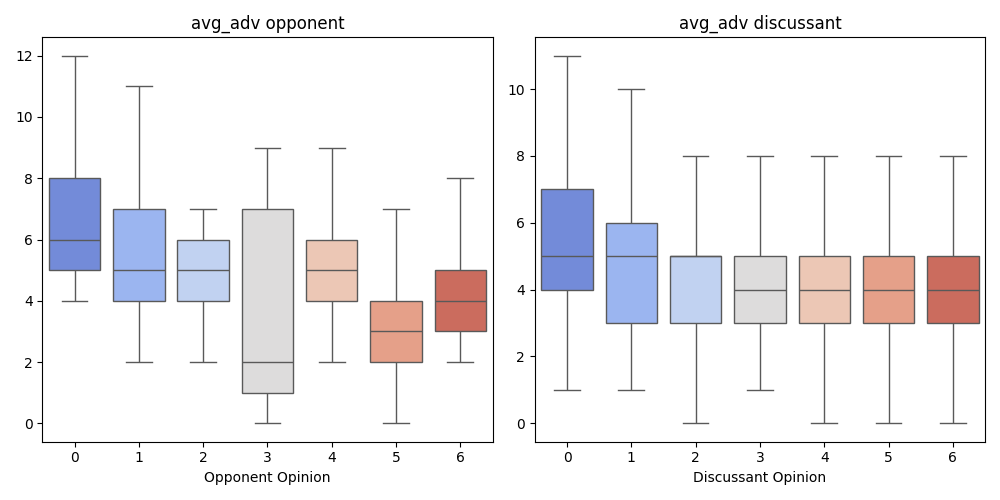 avg_adv opponent
12
10
8
6
4
2
0
0 1 2 3 4 5 6
Opponent Opinion
avg_adv discussant
10
8
6
4
2
0
0 1 2 3 4 5 6
Discussant Opinion